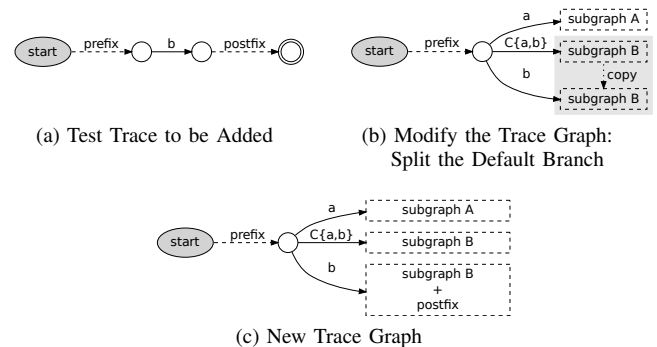 start
prefix
b
postfix
(a) Test Trace to be Added
start
prefix
a
C{a,b}
b
subgraph A
subgraph B
copy
subgraph B
(b) Modify the Trace Graph:
Split the Default Branch
start
prefix
a
C{a,b}
b
subgraph A
subgraph B
subgraph B
+
postfix
(c) New Trace Graph